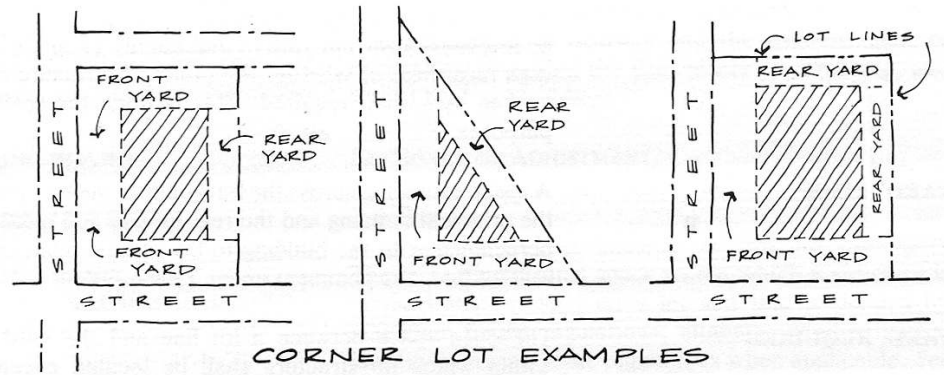 FRONT
YARD
STREET
REAR
YARD
FRONT
YARD
STREET
STREET
REAR
YARD
FRONT YARD
STREET
LOT LINES
REAR YARD
REAR YARD
STREET
FRONT YARD
STREET
CORNER LOT EXAMPLES